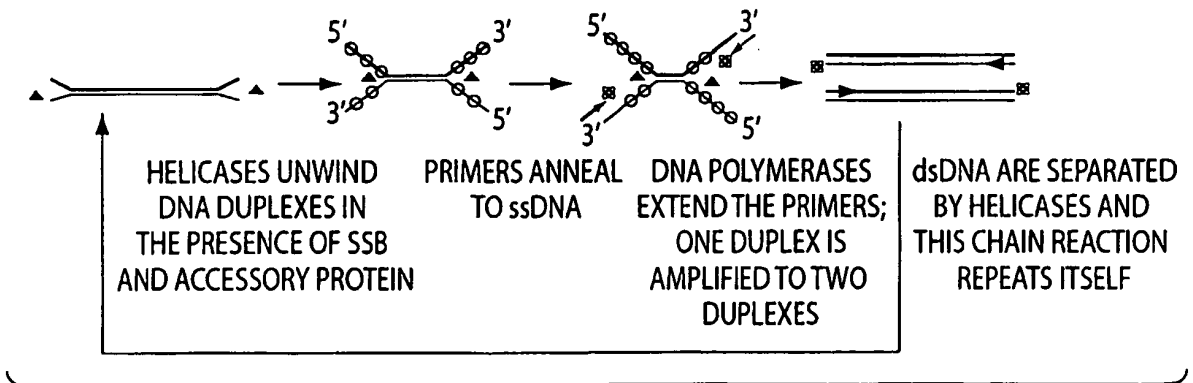 5' 3' 5' 3'
3' 5' 3' 5'
HELICASES UNWIND
DNA DUPLEXES IN
THE PRESENCE OF SSB
AND ACCESSORY PROTEIN
PRIMERS ANNEAL
TO ssDNA
DNA POLYMERASES
EXTEND THE PRIMERS;
ONE DUPLEX IS
AMPLIFIED TO TWO
DUPLEXES
dsDNA ARE SEPARATED
BY HELICASES AND
THIS CHAIN REACTION
REPEATS ITSELF